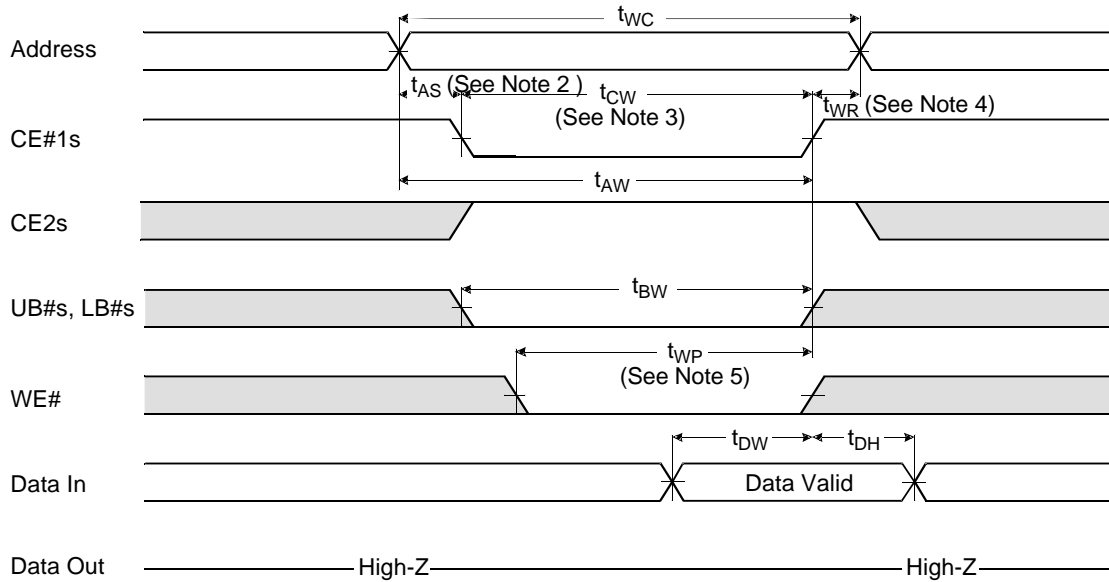 tWC
Address
tAS (See Note 2 )
tCW
(See Note 3)
tWR (See Note 4)
CE#1s
tAW
CE2s
tBW
UB#s, LB#s
tWP
(See Note 5)
WE#
tDW
tDH
Data In
Data Valid
Data Out
High-Z
High-Z